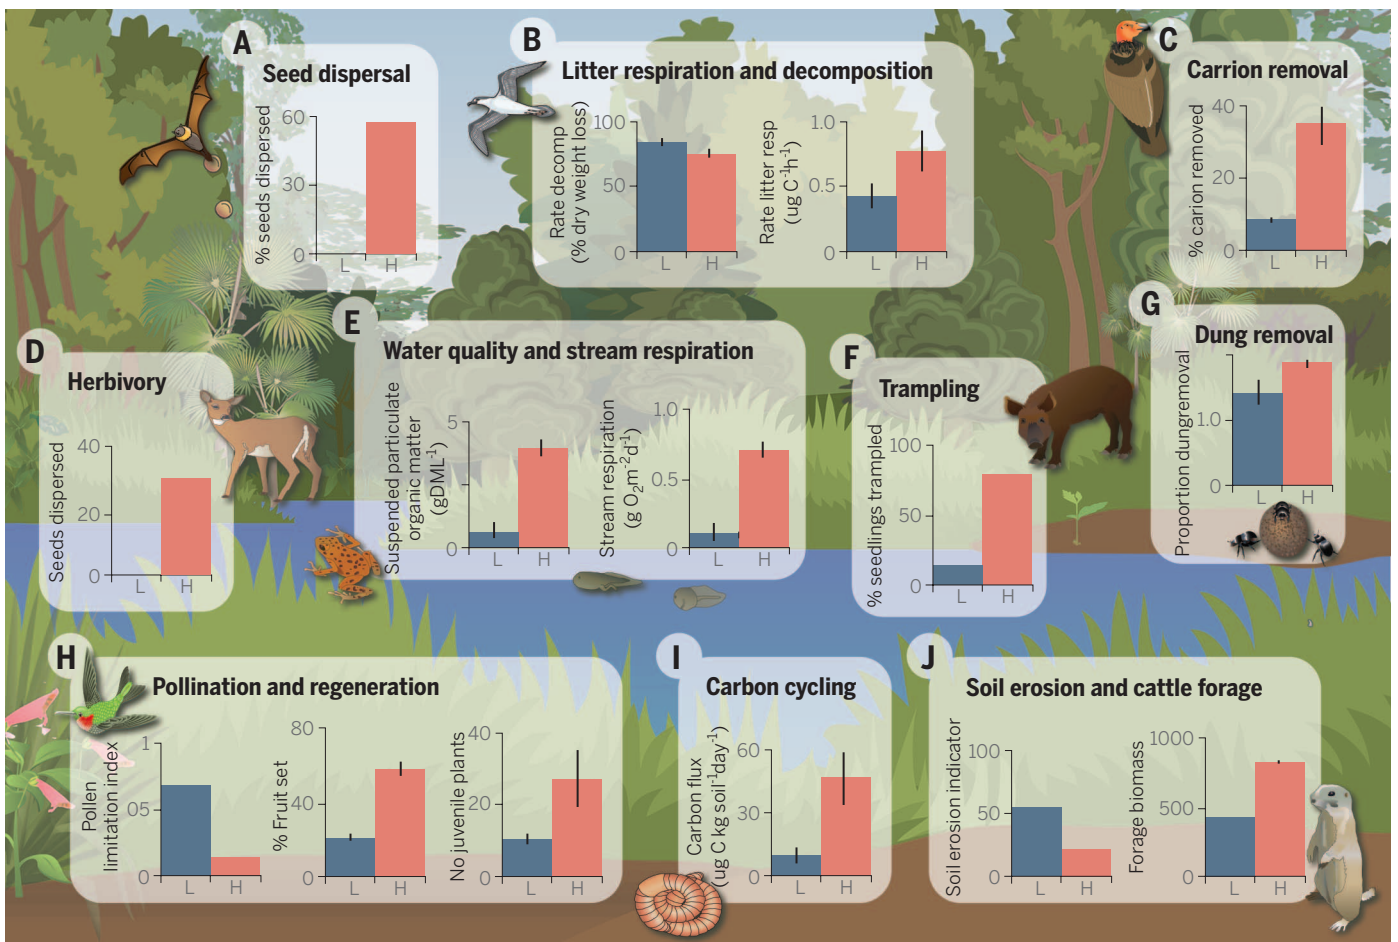 A
Seed dispersal
% seeds dispersed
60
30
0
L H
B
Litter respiration and decomposition
Rate decomp
(% dry weight loss)
100
50
0
L H
Rate litter resp
(ug C⁻¹h⁻¹)
1.0
0.5
0
L H
C
Carrion removal
% carion removed
40
20
0
L H
D
Herbivory
Seeds dispersed
40
20
0
L H
E
Water quality and stream respiration
Suspended particulate
organic matter
(gDML⁻¹)
5
0
L H
Stream respiration
(g O₂m⁻²d⁻¹)
1.0
0.5
0
L H
F
Trampling
% seedlings trampled
100
50
0
L H
G
Dung removal
Proportion dungremoval
1.0
0
L H
H
Pollination and regeneration
Pollen
limitation index
1
05
0
L H
% Fruit set
80
40
0
L H
No juvenile plants
40
20
0
L H
I
Carbon cycling
Carbon flux
(ug C kg soil⁻¹day⁻¹)
60
30
0
L H
J
Soil erosion and cattle forage
Soil erosion indicator
100
50
0
L H
Forage biomass
1000
500
0
L H